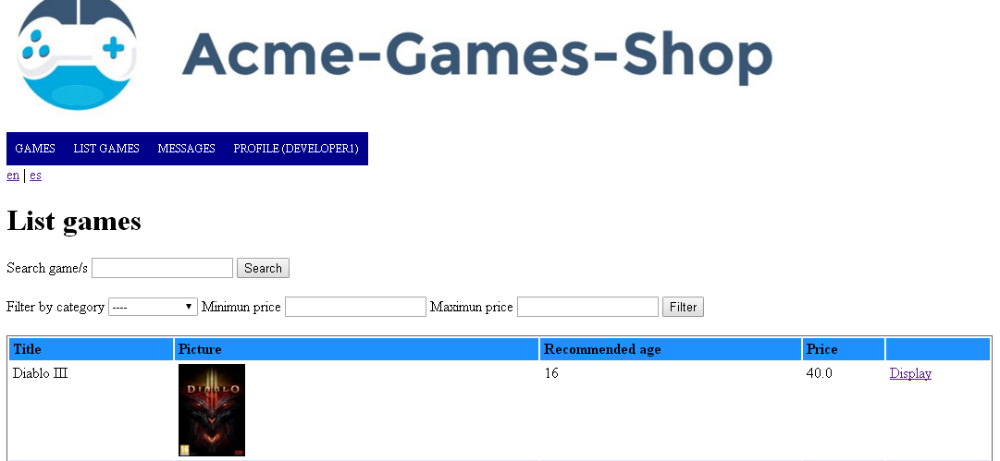 Acme-Games-Shop
GAMES LIST GAMES MESSAGES PROFILE (DEVELOPER1)
en | es
List games
Search game/s Search
Filter by category ---- Minimun price Maximun price Filter
Title Picture Recommended age Price
Diablo III 16 40.0 Display
DIABLO